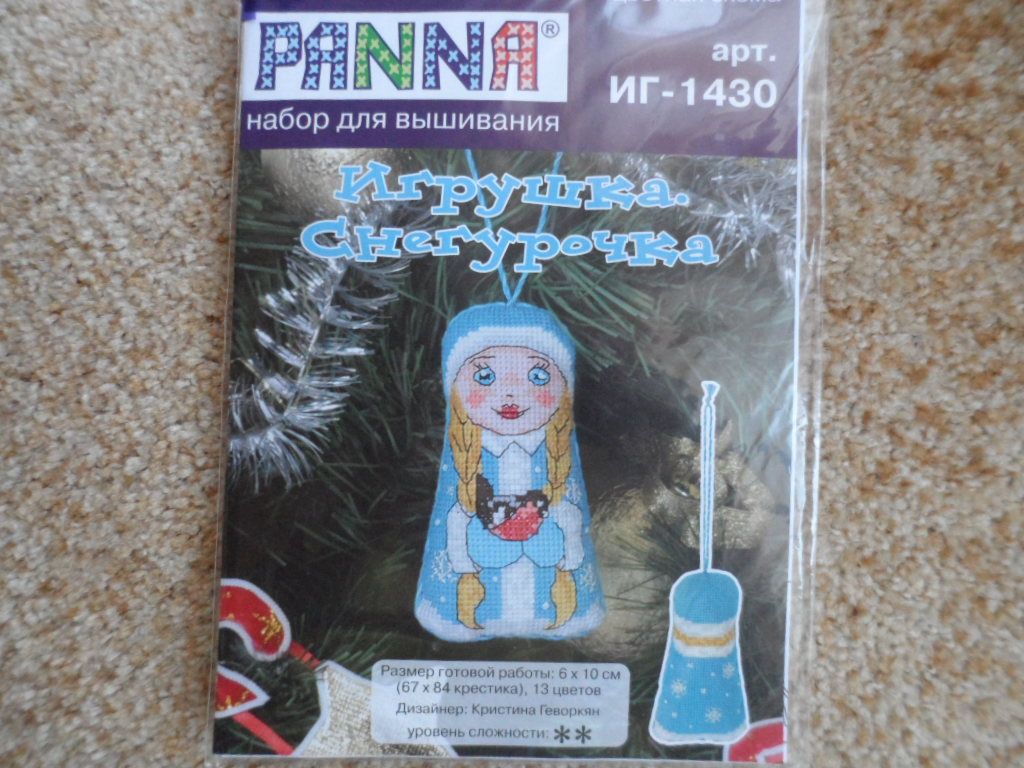 PANNA®
арт.
ИГ-1430
набор для вышивания
Игрушка.
Снегурочка
Размер готовой работы: 6 х 10 см
(67 х 84 крестика), 13 цветов
Дизайнер: Кристина Геворкян
уровень сложности: **